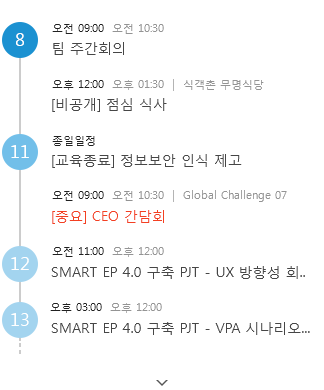 8
오전 09:00 오전 10:30
팀 주간회의
오후 12:00 오후 01:30 | 식객촌 무명식당
[비공개] 점심 식사
11
종일일정
[교육종료] 정보보안 인식 제고
오전 09:00 오전 10:30 | Global Challenge 07
[중요] CEO 간담회
12
오전 11:00 오후 12:00
SMART EP 4.0 구축 PJT - UX 방향성 회..
13
오후 03:00 오후 12:00
SMART EP 4.0 구축 PJT - VPA 시나리오...